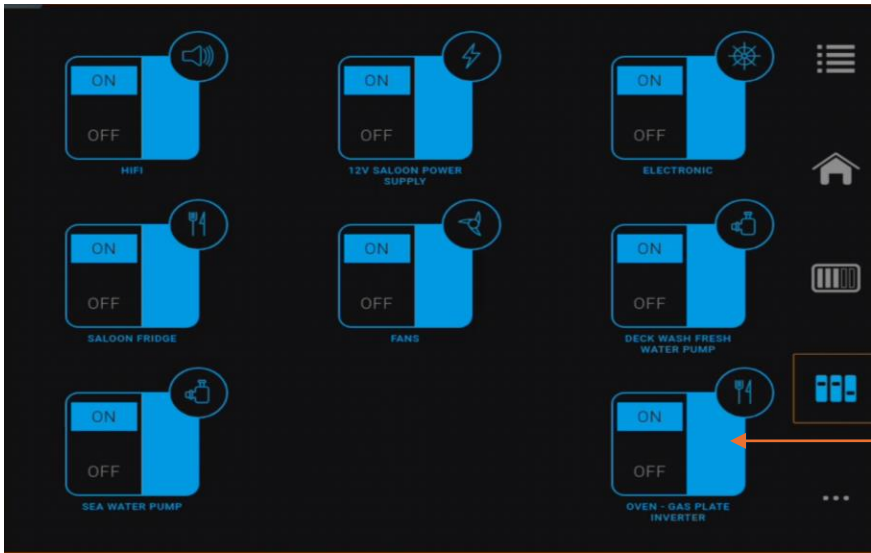 ON
OFF
HIFI
ON
OFF
12V SALOON POWER
SUPPLY
ON
OFF
ELECTRONIC
ON
OFF
SALOON FRIDGE
ON
OFF
FANS
ON
OFF
DECK WASH FRESH
WATER PUMP
ON
OFF
SEA WATER PUMP
ON
OFF
OVEN - GAS PLATE
INVERTER